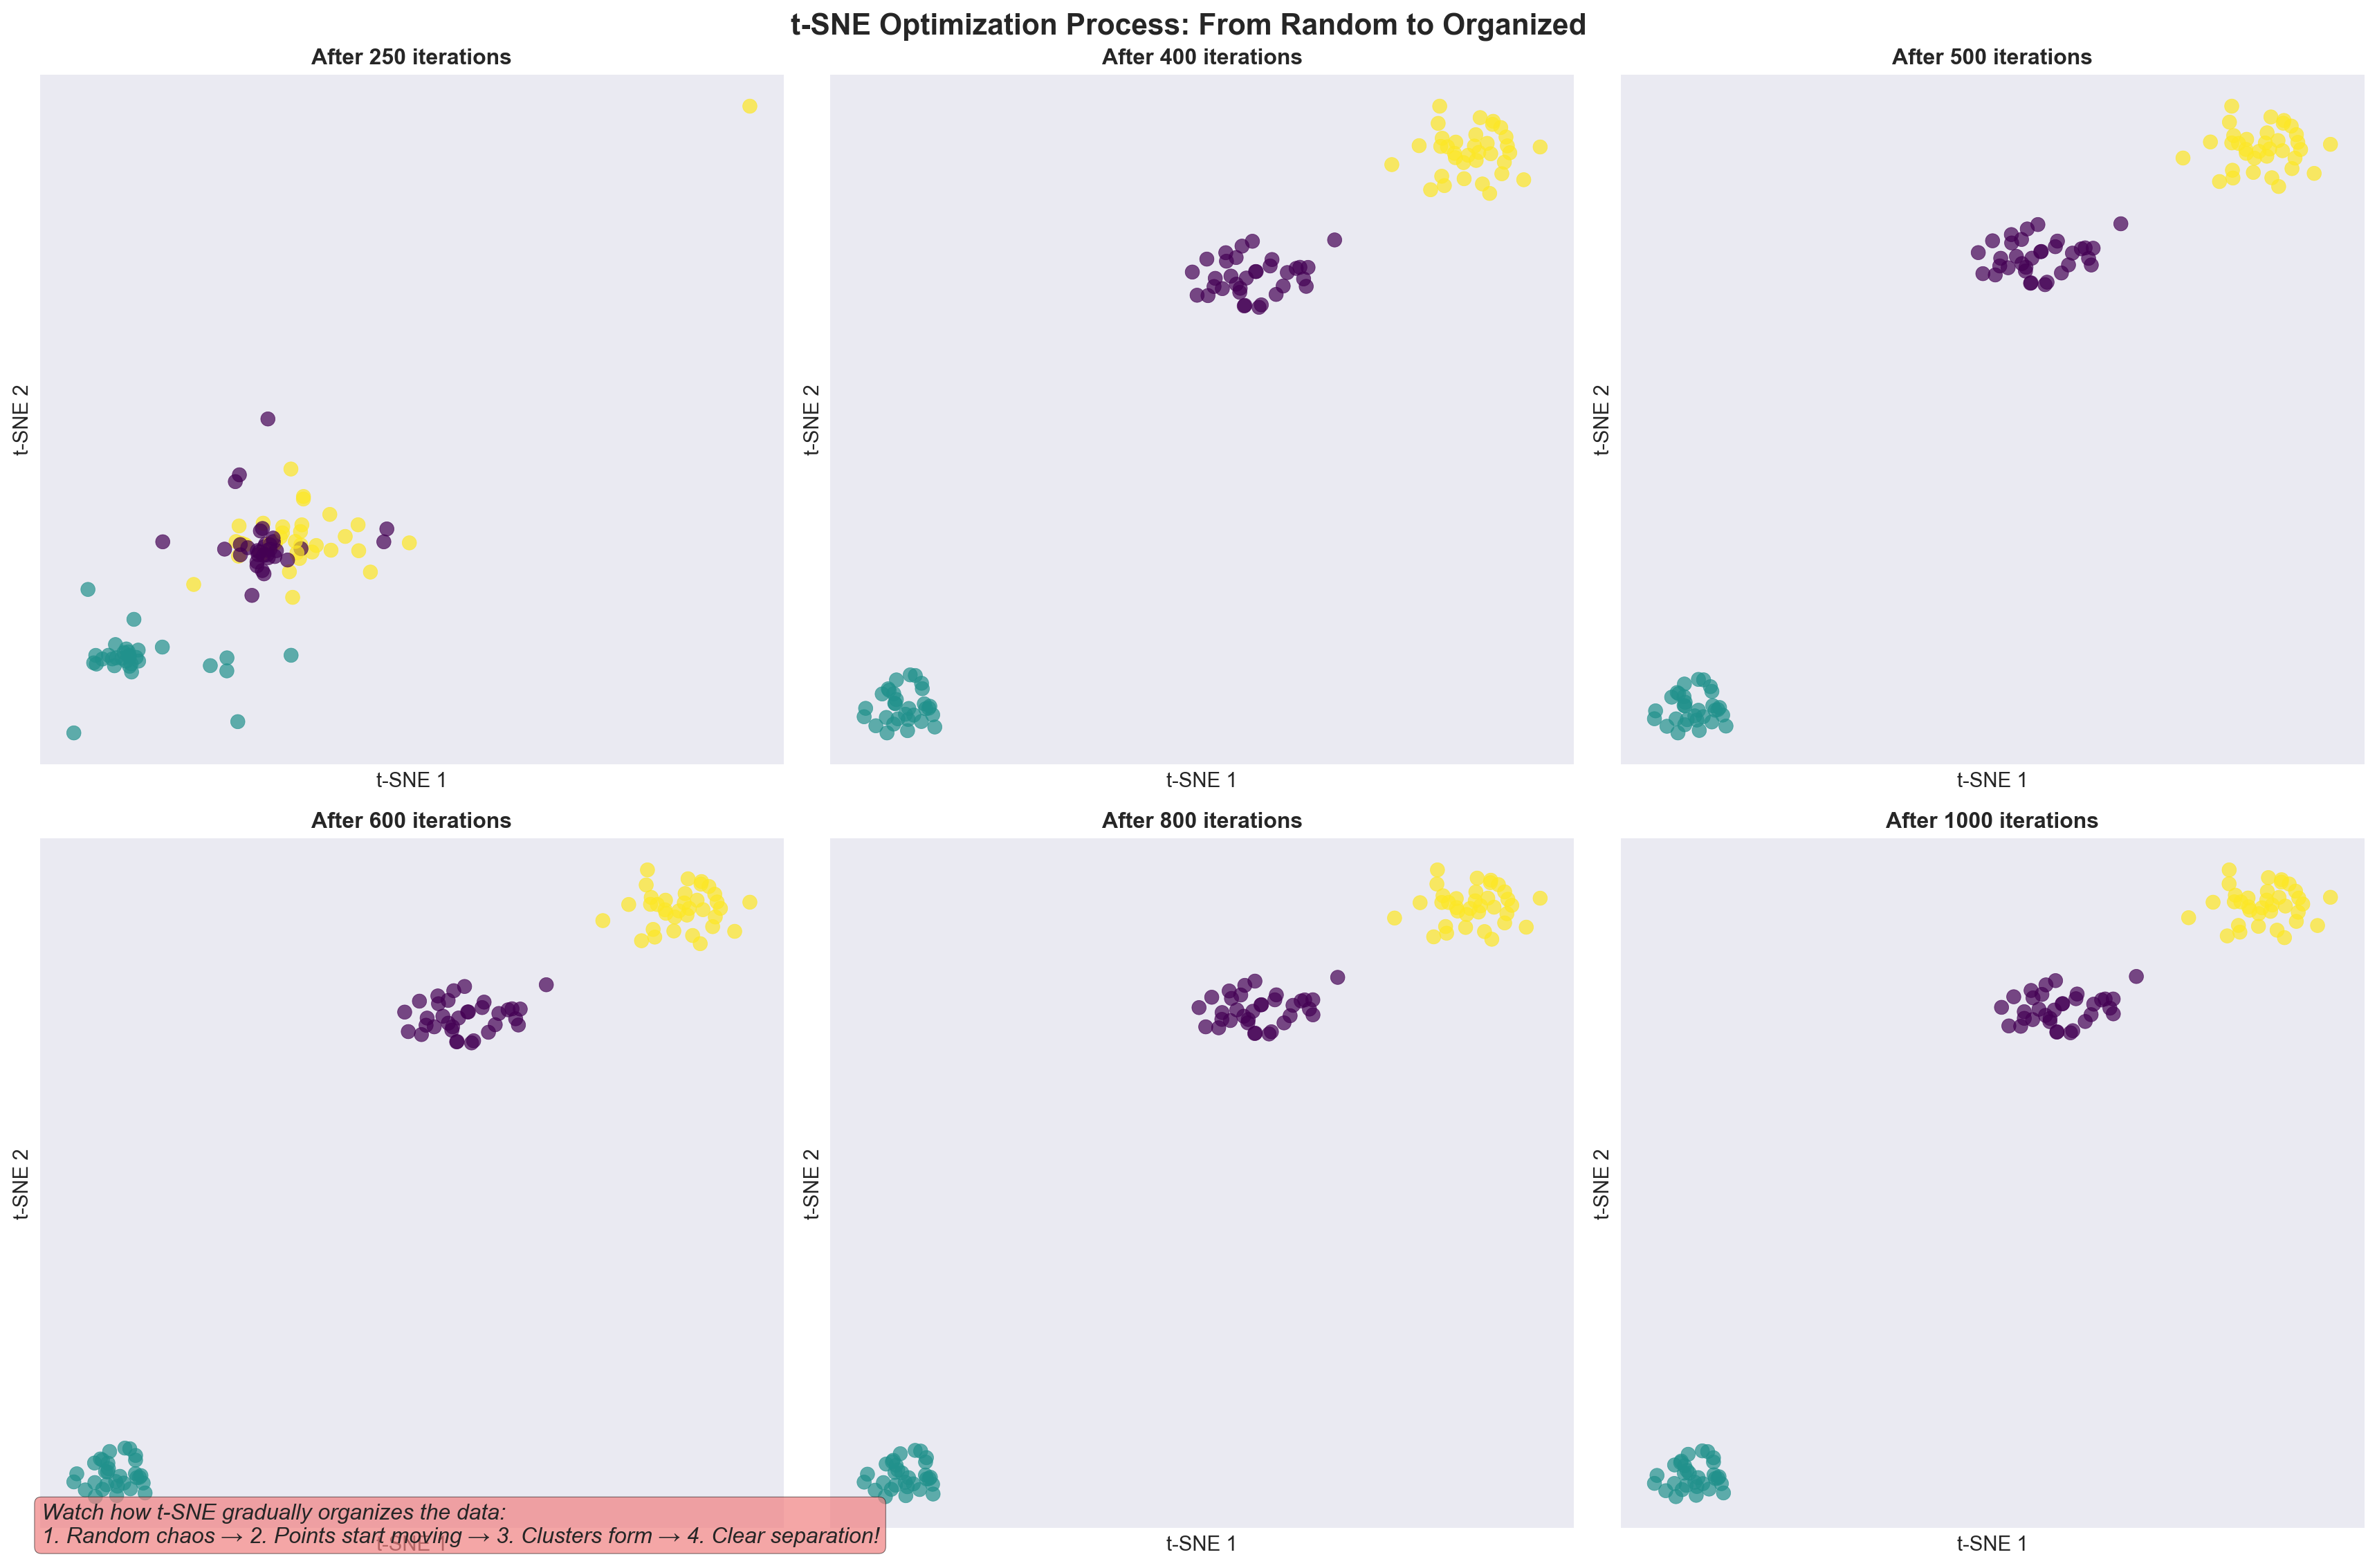 t-SNE Optimization Process: From Random to Organized
After 250 iterations
t-SNE 2
t-SNE 1
After 400 iterations
t-SNE 2
t-SNE 1
After 500 iterations
t-SNE 2
t-SNE 1
After 600 iterations
t-SNE 2
t-SNE 1
After 800 iterations
t-SNE 2
t-SNE 1
After 1000 iterations
t-SNE 2
t-SNE 1
Watch how t-SNE gradually organizes the data:
1. Random chaos → 2. Points start moving → 3. Clusters form → 4. Clear separation!